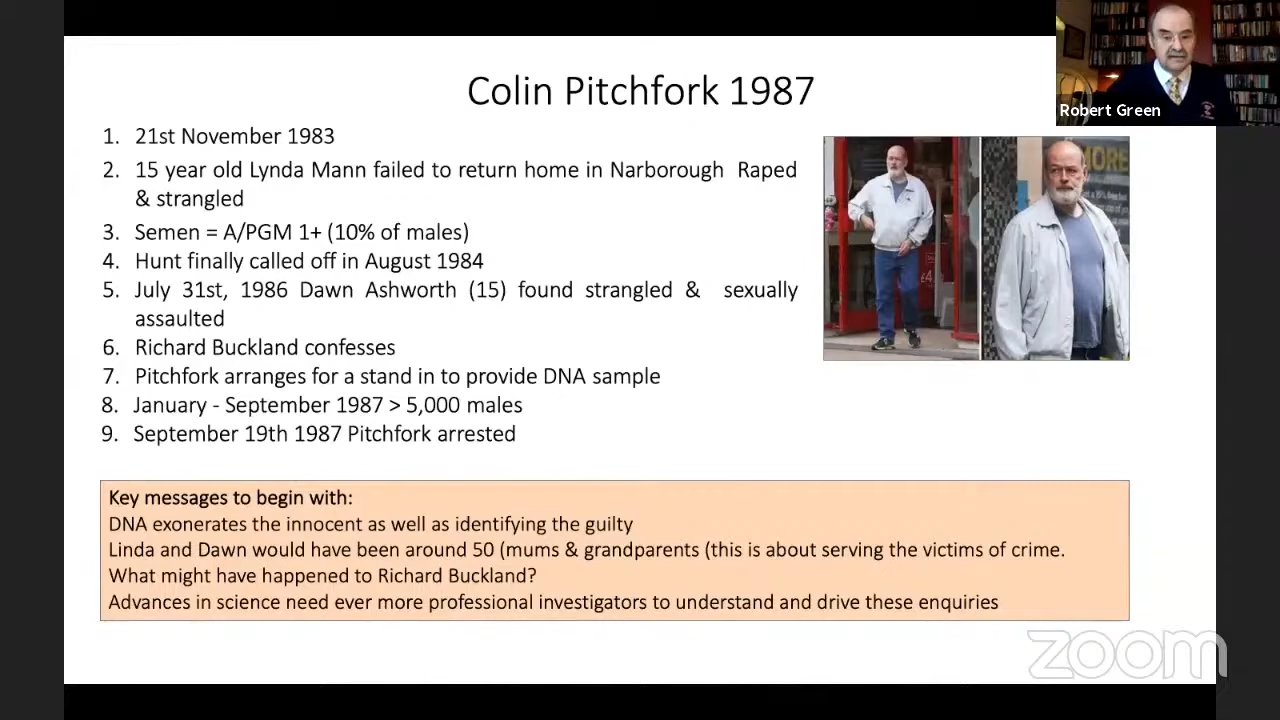 Colin Pitchfork 1987
Robert Green
1. 21st November 1983
2. 15 year old Lynda Mann failed to return home in Narborough Raped
& strangled
3. Semen = A/PGM 1+ (10% of males)
4. Hunt finally called off in August 1984
5. July 31st, 1986 Dawn Ashworth (15) found strangled & sexually
assaulted
6. Richard Buckland confesses
7. Pitchfork arranges for a stand in to provide DNA sample
8. January - September 1987 > 5,000 males
9. September 19th 1987 Pitchfork arrested
MORE
Key messages to begin with:
DNA exonerates the innocent as well as identifying the guilty
Linda and Dawn would have been around 50 (mums & grandparents (this is about serving the victims of crime.
What might have happened to Richard Buckland?
Advances in science need ever more professional investigators to understand and drive these enquiries
zoom